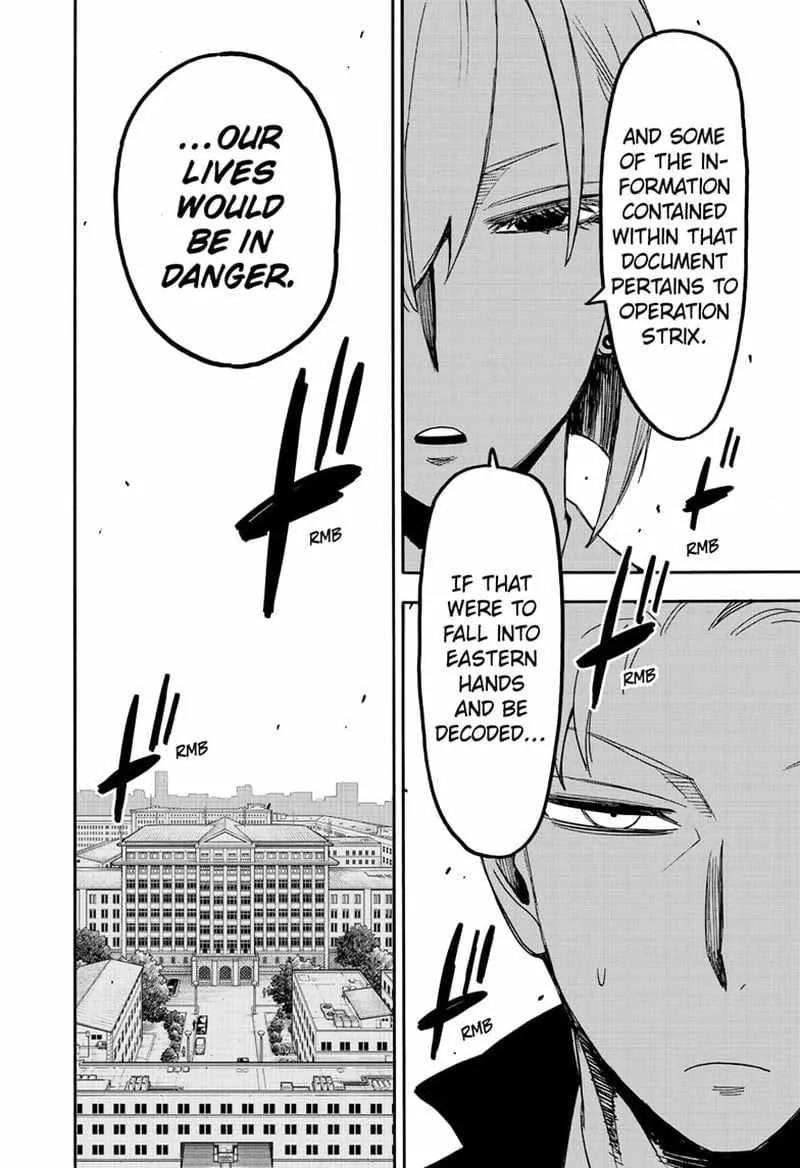 AND SOME
OF THE IN-
FORMATION
CONTAINED
WITHIN THAT
DOCUMENT
PERTAINS TO
OPERATION
STRIX.
RMB
IF THAT
WERE TO
FALL INTO
EASTERN
HANDS
AND BE
DECODED...
RMB
RMB
...OUR
LIVES
WOULD
BE IN
DANGER.
RMB
RMB